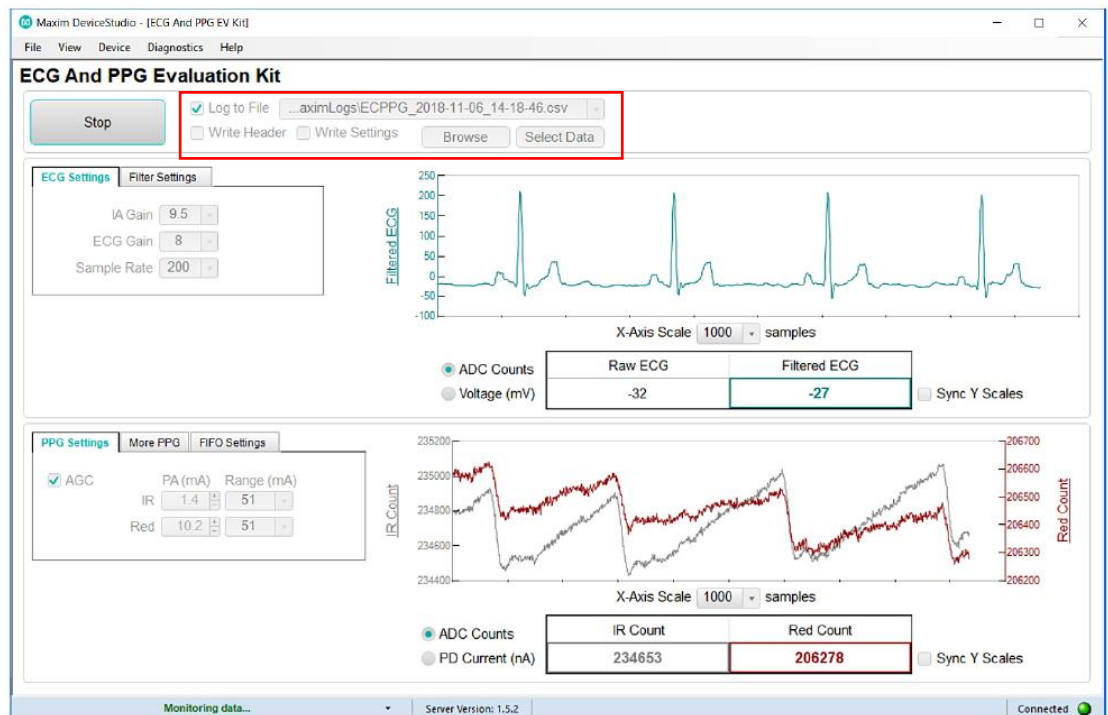 Maxim DeviceStudio - [ECG And PPG EV Kit]
File View Device Diagnostics Help
ECG And PPG Evaluation Kit
Stop
Log to File ...aximLogs\ECPPG_2018-11-06_14-18-46.csv
Write Header Write Settings Browse Select Data
ECG Settings Filter Settings
IA Gain 9.5
ECG Gain 8
Sample Rate 200
Filtered ECG
250
200
150
100
50
0
-50
-100
X-Axis Scale 1000 samples
ADC Counts
Voltage (mV)
Raw ECG Filtered ECG
-32 -27
Sync Y Scales
PPG Settings More PPG FIFO Settings
AGC PA (mA) Range (mA)
IR 1.4 51
Red 10.2 51
IR Count
235200
235000
234800
234600
234400
206700
206600
206500
206400
206300
206200
Red Count
X-Axis Scale 1000 samples
ADC Counts
PD Current (nA)
IR Count Red Count
234653 206278
Sync Y Scales
Monitoring data... Server Version: 1.5.2 Connected